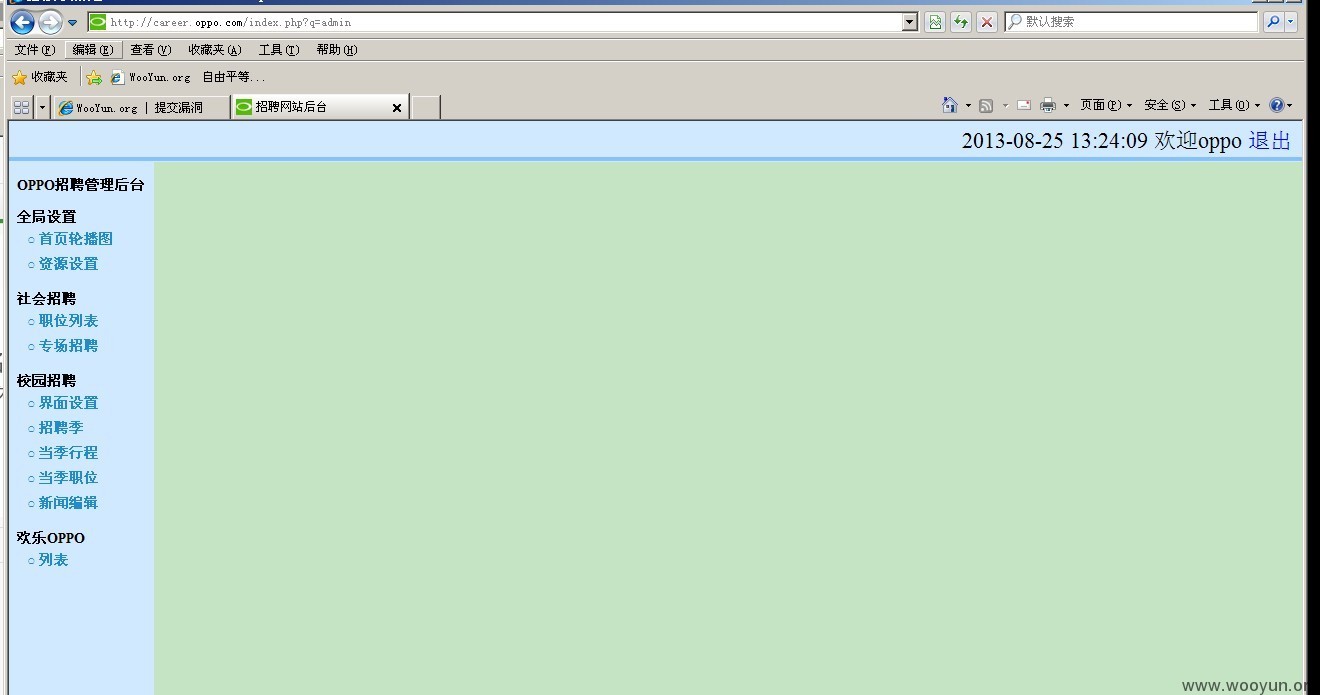 http://career.oppo.com/index.php?q=admin
默认搜索
文件(F) 编辑(E) 查看(V) 收藏夹(A) 工具(T) 帮助(H)
收藏夹 WooYun.org 自由平等...
WooYun.org | 提交漏洞 招聘网站后台 页面(P) 安全(S) 工具(O)
2013-08-25 13:24:09 欢迎oppo 退出
OPPO招聘管理后台
全局设置
首页轮播图
资源设置
社会招聘
职位列表
专场招聘
校园招聘
界面设置
招聘季
当季行程
当季职位
新闻编辑
欢乐OPPO
列表
www.wooyun.or